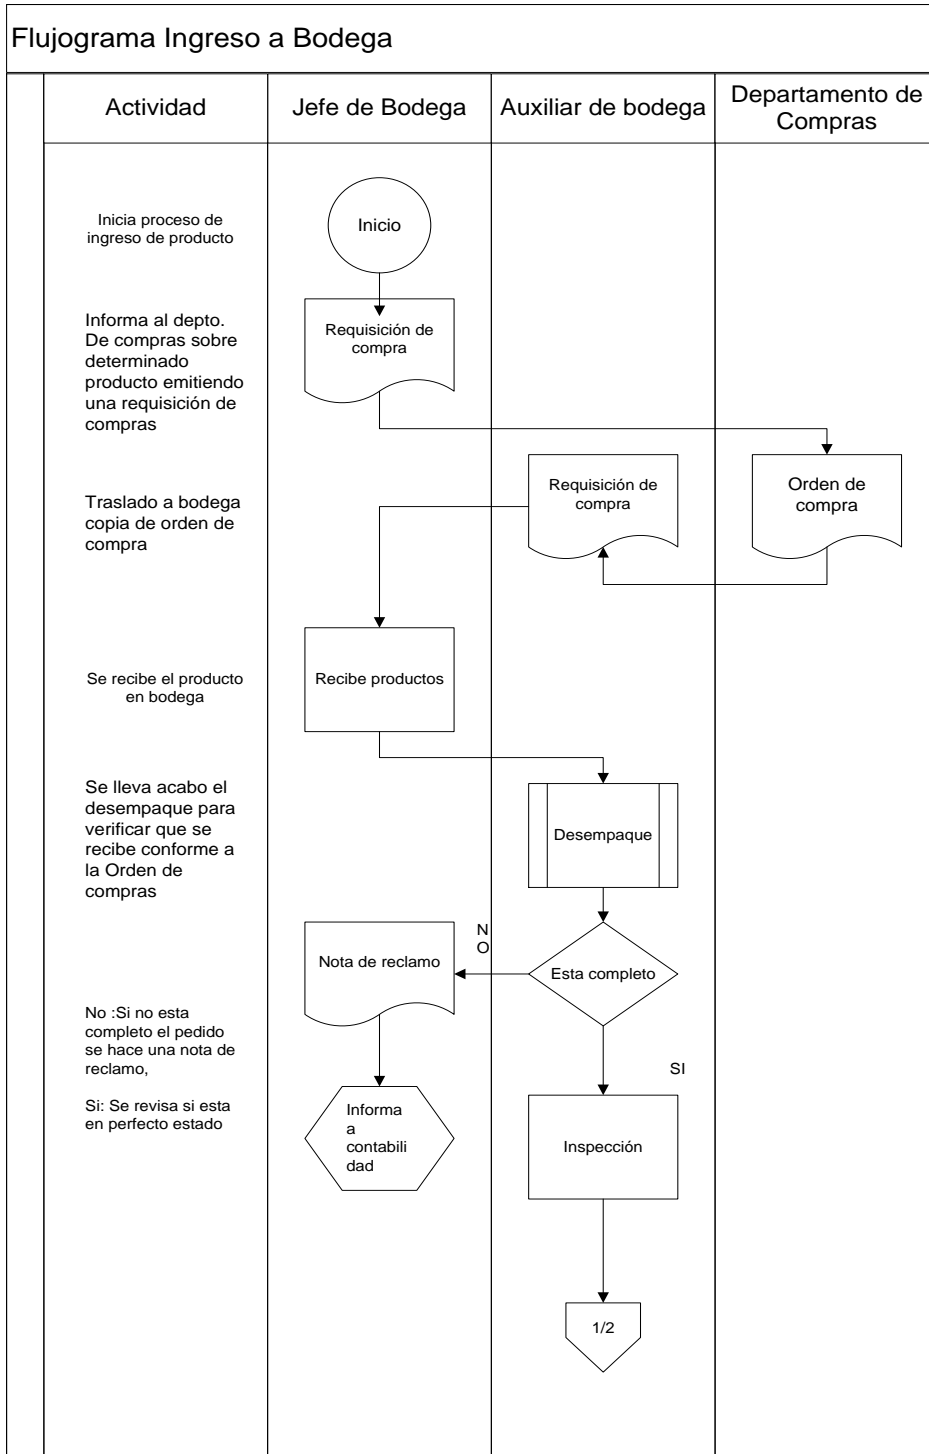 Flujograma Ingreso a Bodega
Actividad
Jefe de Bodega
Auxiliar de bodega
Departamento de
Compras
Inicia proceso de
ingreso de producto
Inicio
Informa al depto.
De compras sobre
determinado
producto emitiendo
una requisición de
compras
Requisición de
compra
Traslado a bodega
copia de orden de
compra
Requisición de
compra
Orden de
compra
Se recibe el producto
en bodega
Recibe productos
Se lleva acabo el
desempaque para
verificar que se
recibe conforme a
la Orden de
compras
Desempaque
Nota de reclamo
N
O
Esta completo
No :Si no esta
completo el pedido
se hace una nota de
reclamo,
Si: Se revisa si esta
en perfecto estado
Informa
a
contabili
dad
SI
Inspección
1/2